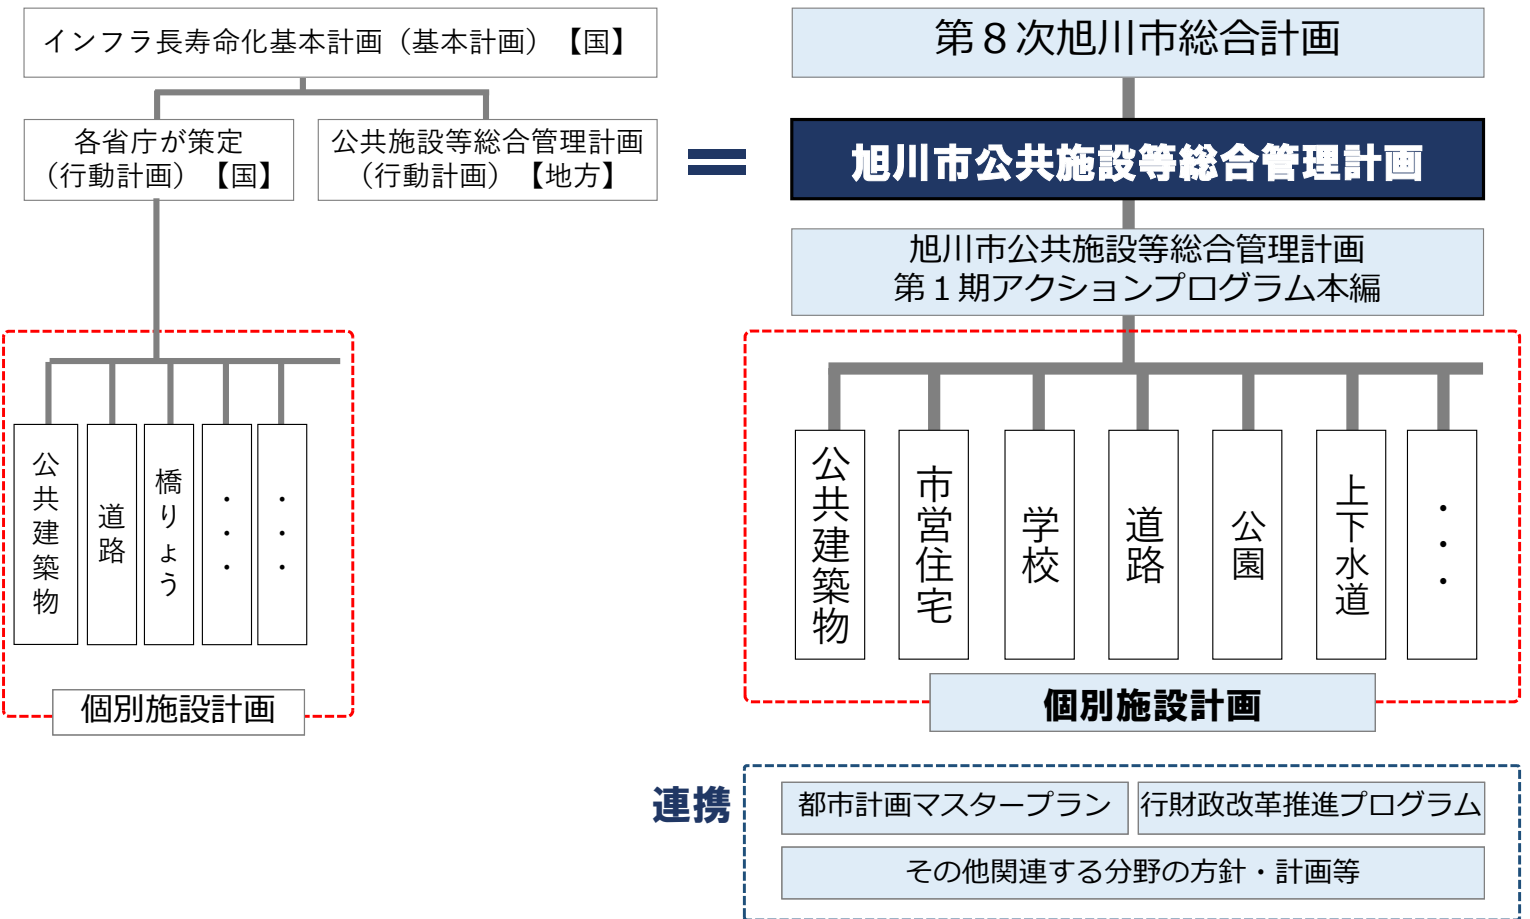 インフラ長寿命化基本計画（基本計画）【国】
各省庁が策定
（行動計画）【国】
公共施設等総合管理計画
（行動計画）【地方】
公共建築物
道路
橋りょう
・・・
・・・
個別施設計画
＝
第８次旭川市総合計画
旭川市公共施設等総合管理計画
旭川市公共施設等総合管理計画
第１期アクションプログラム本編
公共建築物
市営住宅
学校
道路
公園
上下水道
・・・
個別施設計画
連携
都市計画マスタープラン
行財政改革推進プログラム
その他関連する分野の方針・計画等